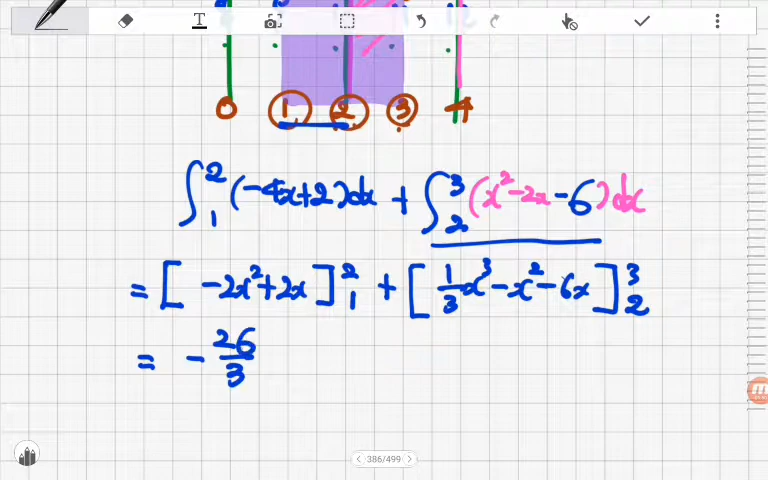 T
0 1 2 3 4
∫₁²(-4x+2)dx + ∫₂³(x²-2x-6)dx
= [-2x²+2x]₁² + [1/3x³-x²-6x]₂³
= -26/3
386/499